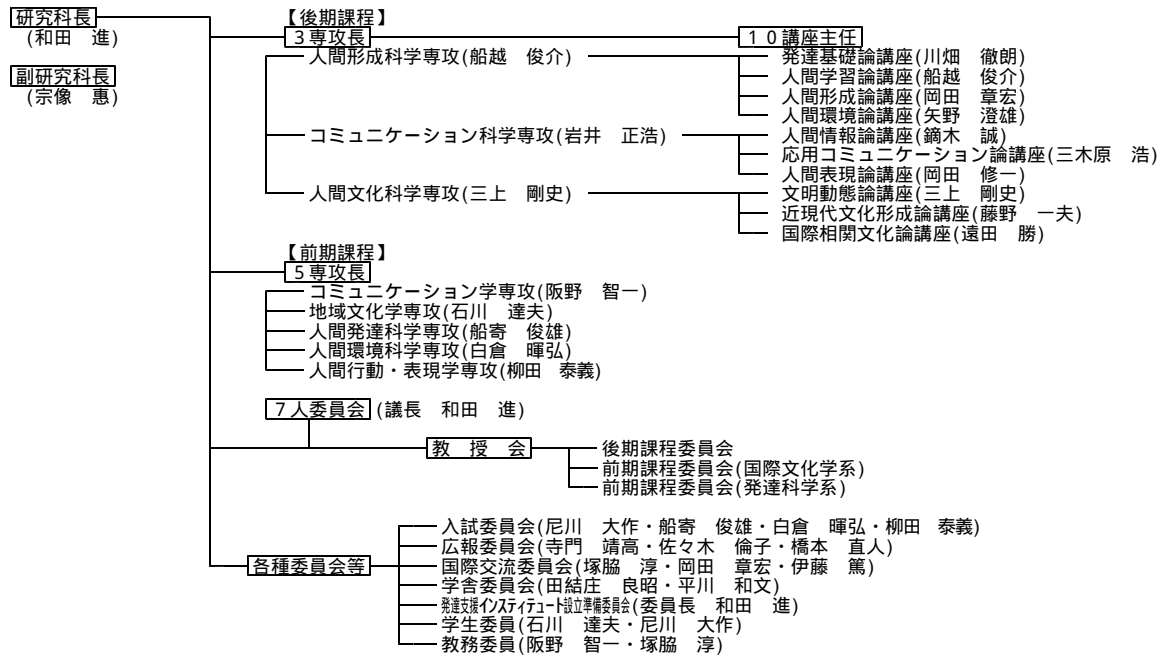 研究科長
(和田　進)
副研究科長
(宗像　惠)
【後期課程】
３専攻長
１０講座主任
人間形成科学専攻(船越　俊介)
発達基礎論講座(川畑　徹朗)
人間学習論講座(船越　俊介)
人間形成論講座(岡田　章宏)
人間環境論講座(矢野　澄雄)
コミュニケーション科学専攻(岩井　正浩)
人間情報論講座(鏑木　誠)
応用コミュニケーション論講座(三木原　浩)
人間表現論講座(岡田　修一)
人間文化科学専攻(三上　剛史)
文明動態論講座(三上　剛史)
近現代文化形成論講座(藤野　一夫)
国際相関文化論講座(遠田　勝)
【前期課程】
５専攻長
コミュニケーション学専攻(阪野　智一)
地域文化学専攻(石川　達夫)
人間発達科学専攻(船寄　俊雄)
人間環境科学専攻(白倉　暉弘)
人間行動・表現学専攻(柳田　泰義)
７人委員会(議長　和田　進)
教　授　会
後期課程委員会
前期課程委員会(国際文化学系)
前期課程委員会(発達科学系)
各種委員会等
入試委員会(尼川　大作・船寄　俊雄・白倉　暉弘・柳田　泰義)
広報委員会(寺門　靖高・佐々木　倫子・橋本　直人)
国際交流委員会(塚脇　淳・岡田　章宏・伊藤　篤)
学舎委員会(田結庄　良昭・平川　和文)
発達支援インスティテュート設立準備委員会(委員長　和田　進)
学生委員(石川　達夫・尼川　大作)
教務委員(阪野　智一・塚脇　淳)